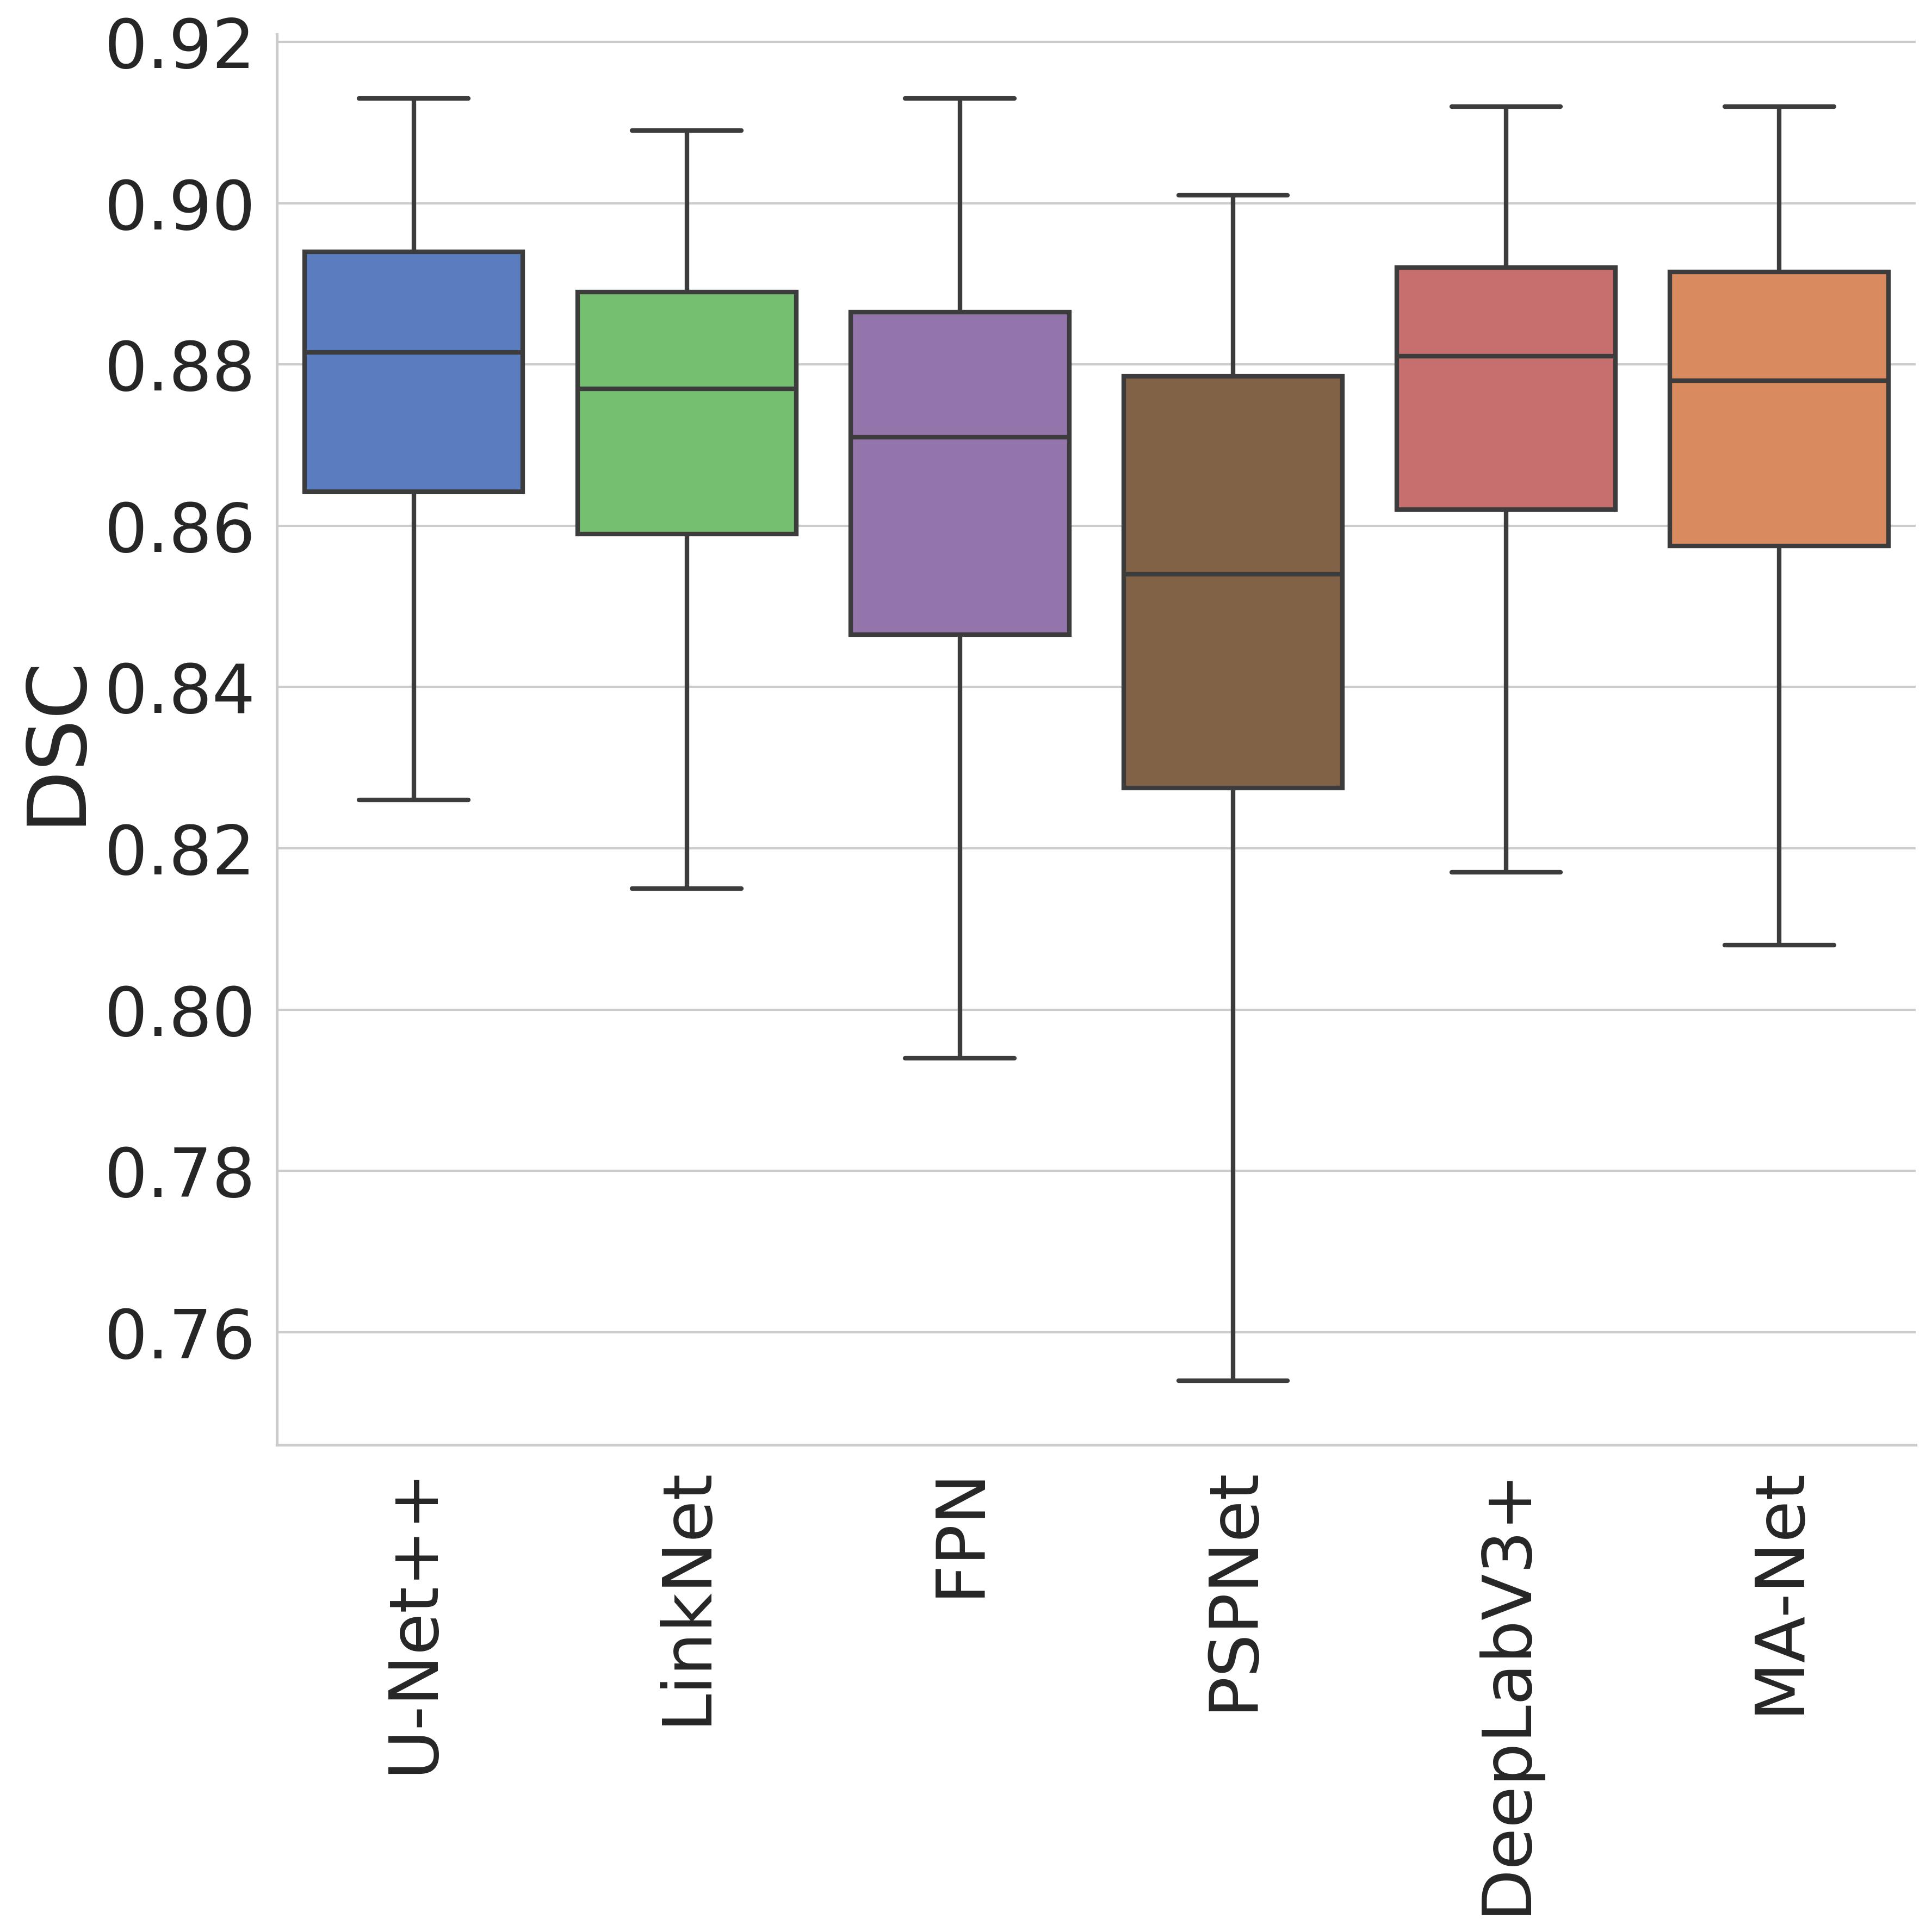 0.92
0.90
0.88
0.86
0.84
0.82
0.80
0.78
0.76
DSC
U-Net++
LinkNet
FPN
PSPNet
DeepLabV3+
MA-Net